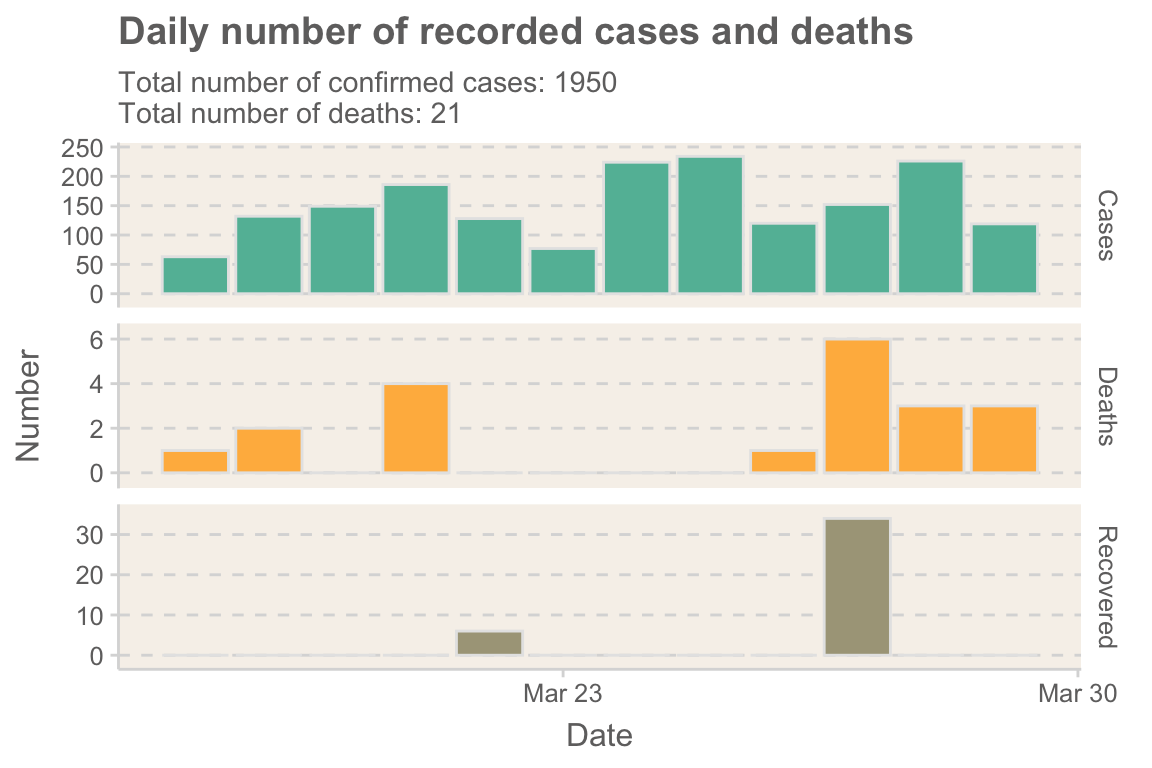 Daily number of recorded cases and deaths
Total number of confirmed cases: 1950
Total number of deaths: 21
250
200
150
100
50
0
Cases
6
4
2
0
Deaths
30
20
10
0
Recovered
Number
Mar 23
Mar 30
Date